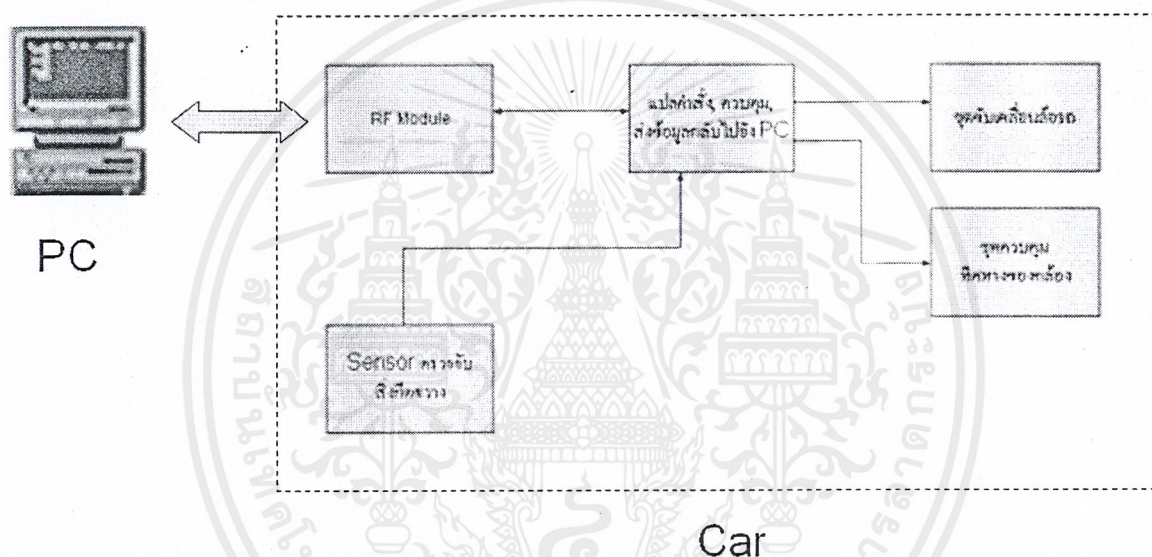 RF Module
แปลคำสั่ง, ควบคุม,
ส่งข้อมูลกลับไปยัง PC
ชุดขับเคลื่อนล้อรถ
PC
ชุดควบคุม
ทิศทางของกล้อง
Sensor ตรวจจับ
สิ่งกีดขวาง
Car